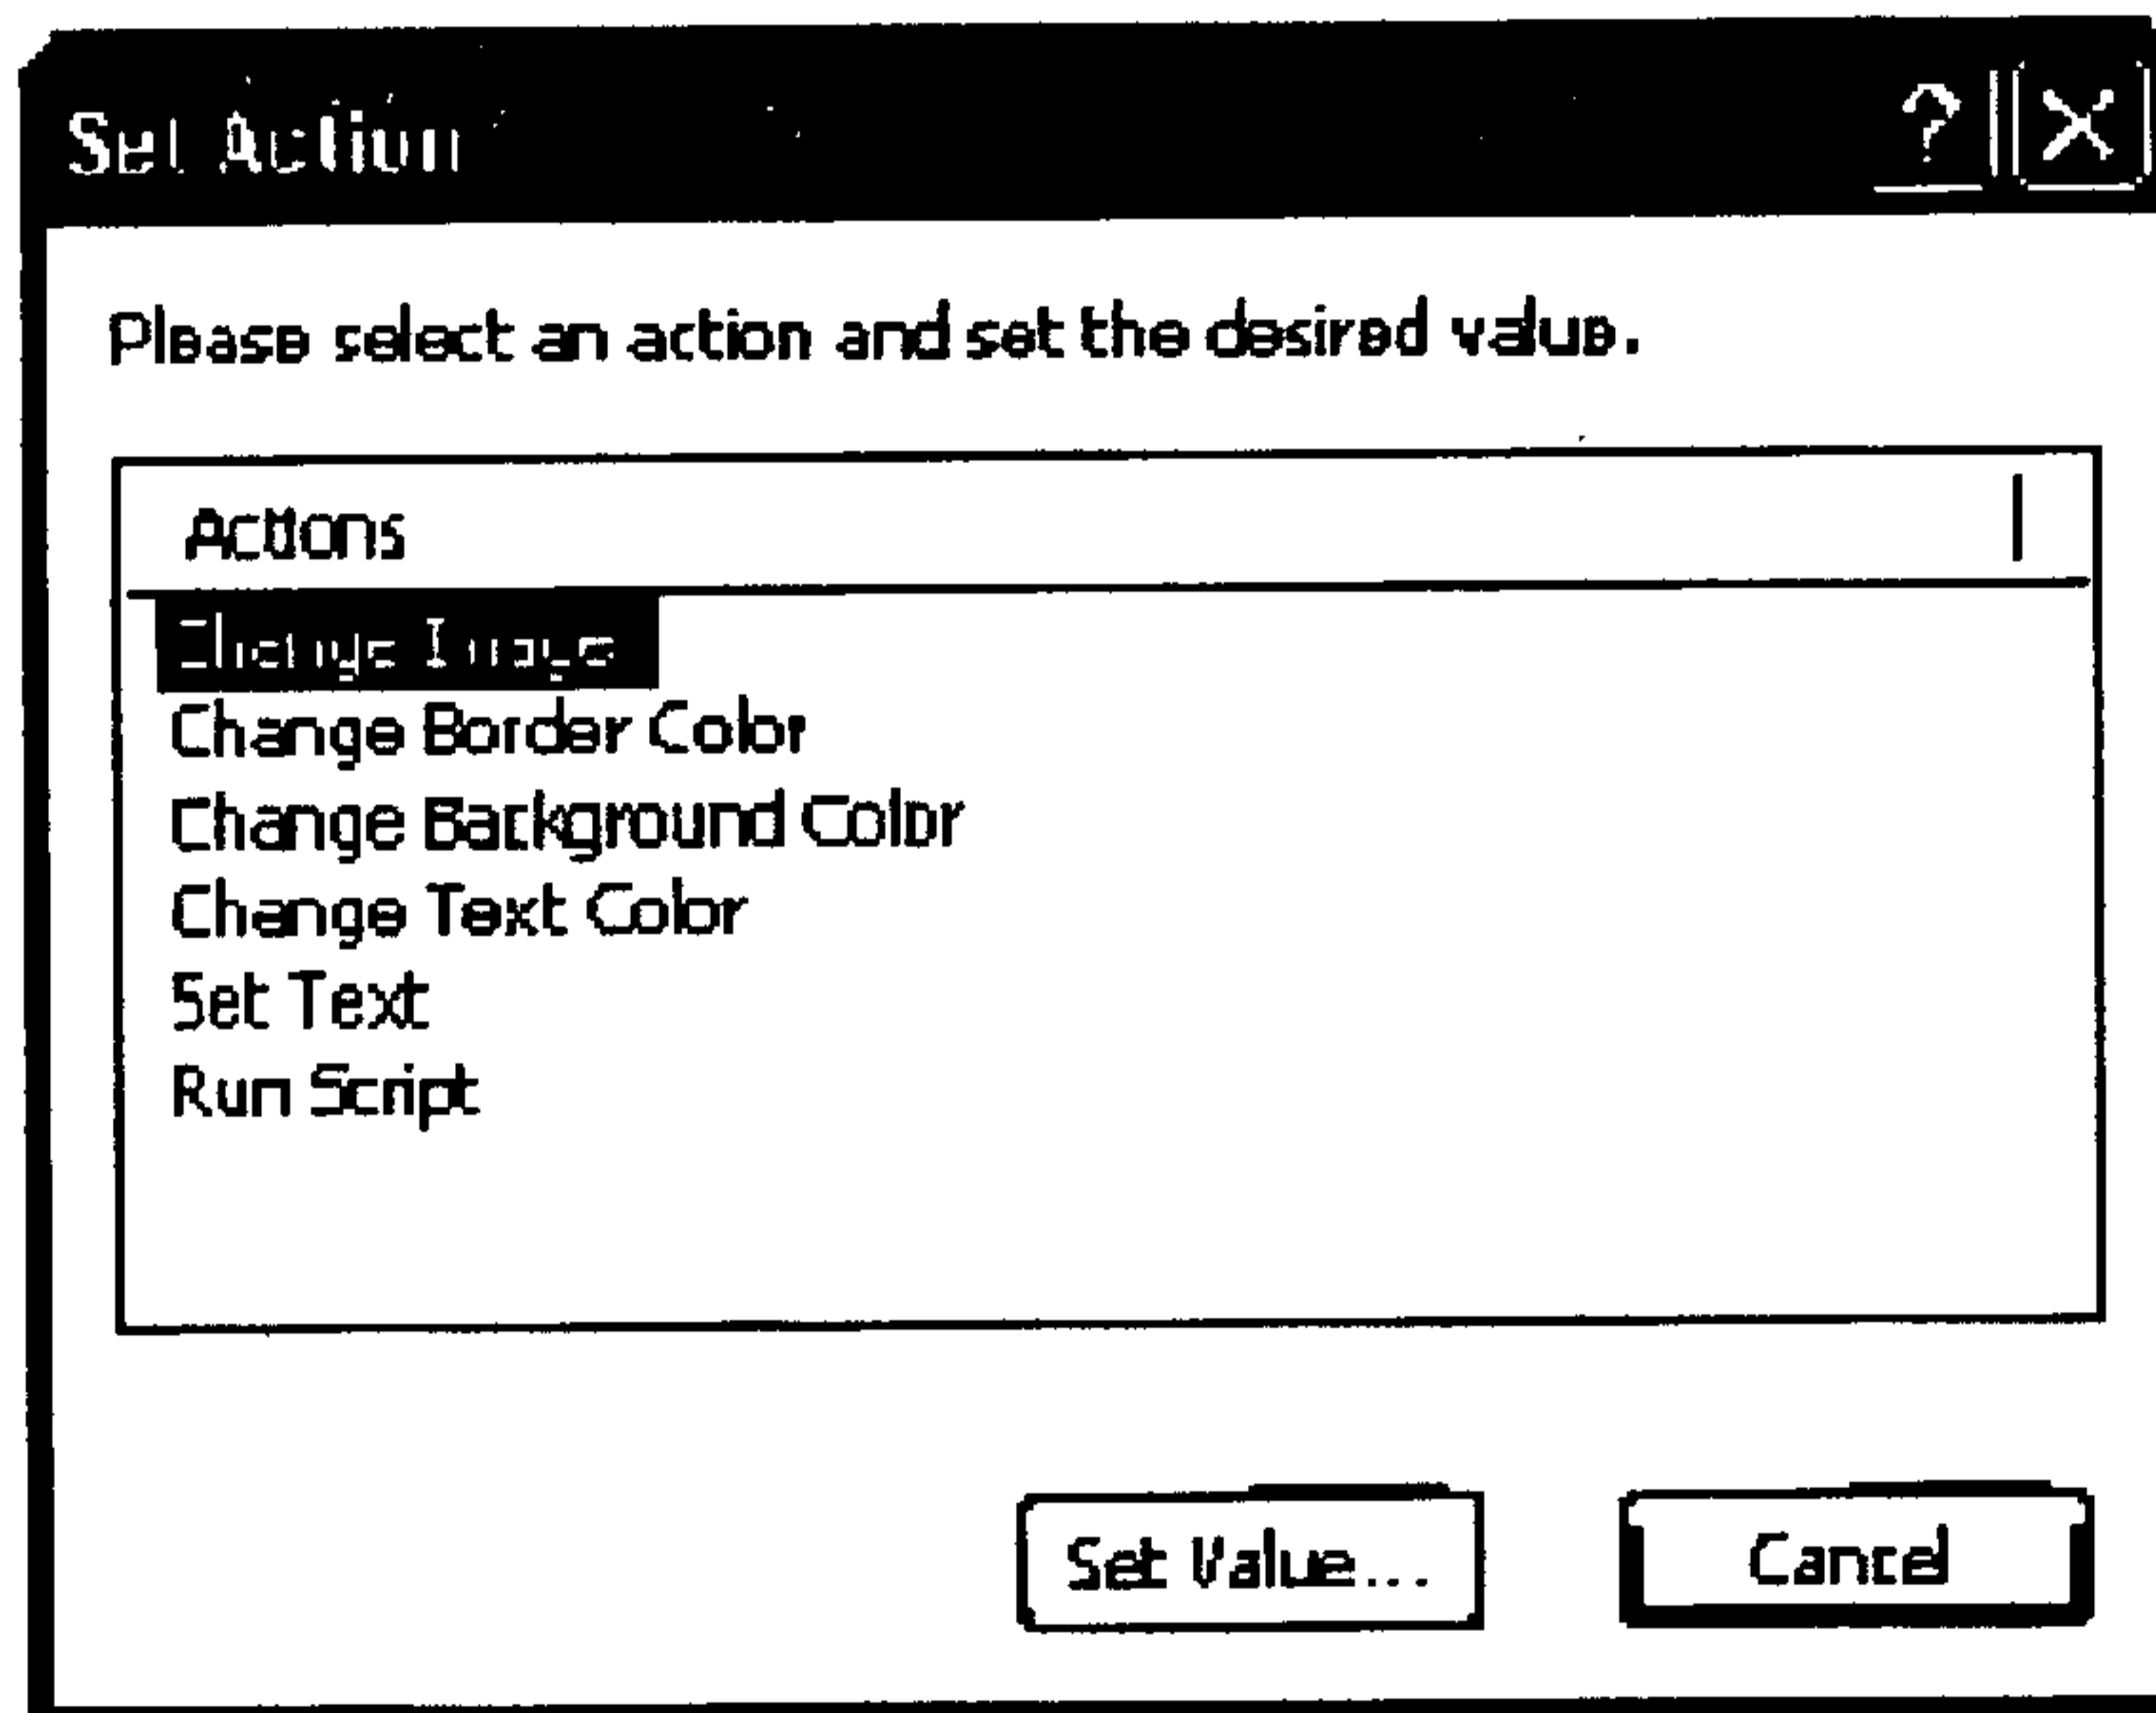 Set Action
Please select an action and set the desired value.
Actions
Change Image
Change Border Color
Change Background Color
Change Text Color
Set Text
Run Script
Set Value...
Cancel